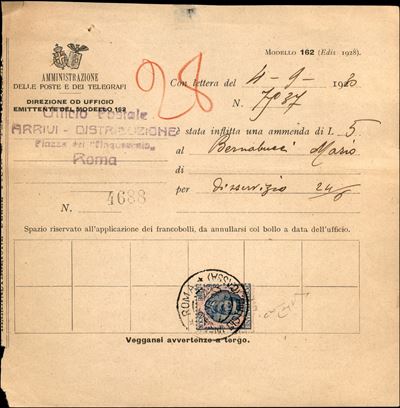 MODELLO 162 (Ediz. 1928).
AMMINISTRAZIONE
DELLE POSTE E DEI TELEGRAFI
DIREZIONE OD UFFICIO
EMITTENTE DEL MODELLO 162
Ufficio Postale
ARRIVI - DISTRIBUZIONE
Piazza dei
Roma
N. 4688
28
Con lettera del 4-9-1930
N. 7037
è stata inflitta una ammenda di L. 5
al Bernabucci Mario
di
per disservizio 24/6
Spazio riservato all'applicazione dei francobolli, da annullarsi col bollo a data dell'ufficio.
ROMA
Veggansi avvertenze a tergo.